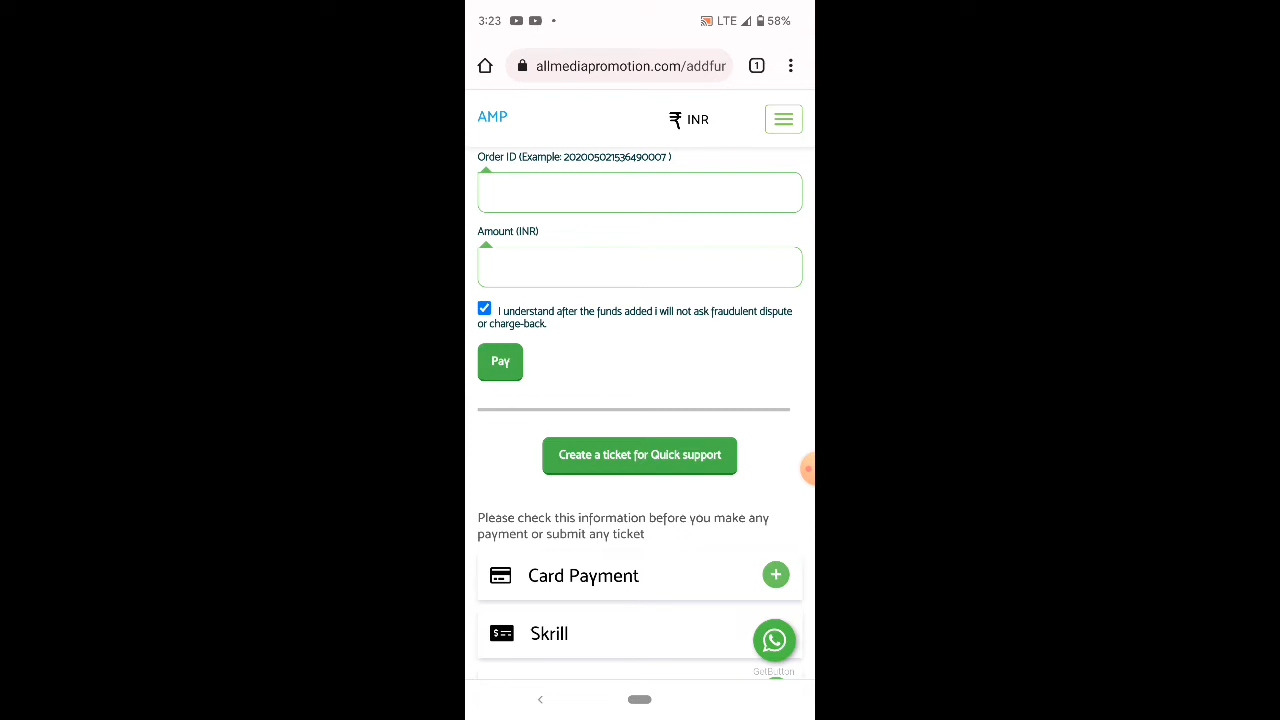 3:23
LTE 58%
allmediapromotion.com/addfur
1
AMP
₹ INR
Order ID (Example: 202005021536490007 )
Amount (INR)
I understand after the funds added i will not ask fraudulent dispute
or charge-back.
Pay
Create a ticket for Quick support
Please check this information before you make any
payment or submit any ticket
Card Payment
Skrill
GetButton